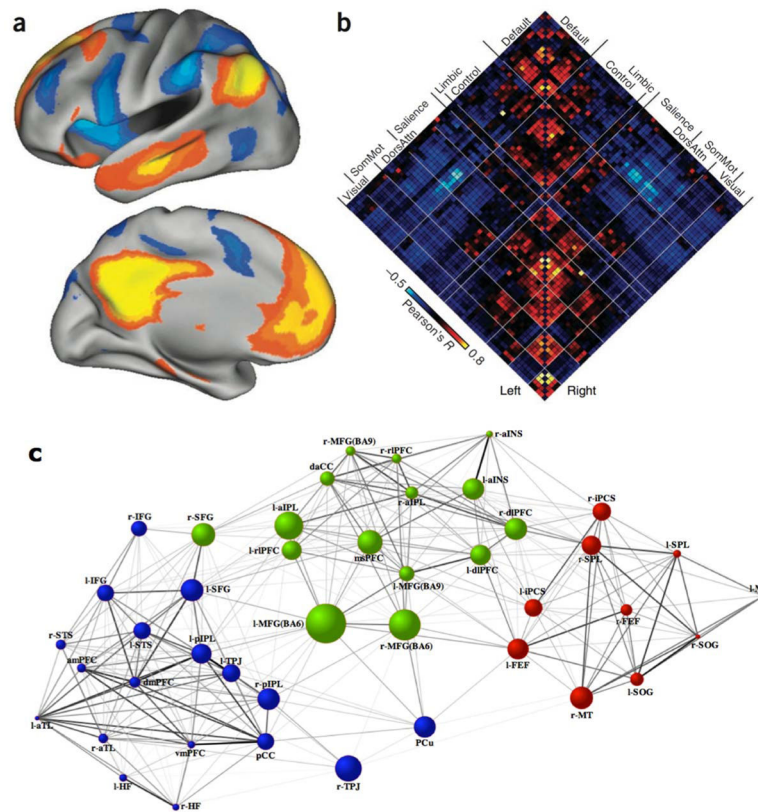 a
b
Default
Default
Limbic
Control
Limbic
Control
Salience
DorsAttn
Salience
DorsAttn
SomMot
Visual
SomMot
Visual
–0.5
Pearson's R
0.8
Left
Right
c
r-aINS
r-MFG(BA9)
r-rlPFC
daCC
l-aINS
r-aIPL
r-iPCS
r-IFG
r-SFG
l-aIPL
r-dlPFC
l-rlPFC
msPFC
l-dlPFC
r-SPL
l-SPL
l-MFG(BA9)
l-IFG
l-SFG
l-iPCS
r-FEF
l-MFG(BA6)
r-MFG(BA6)
r-STS
l-STS
l-pIPL
l-TPJ
r-SOG
amPFC
dmPFC
r-pIPL
l-FEF
l-SOG
r-MT
l-aTL
r-aTL
vmPFC
pCC
PCu
l-HF
r-HF
r-TPJ